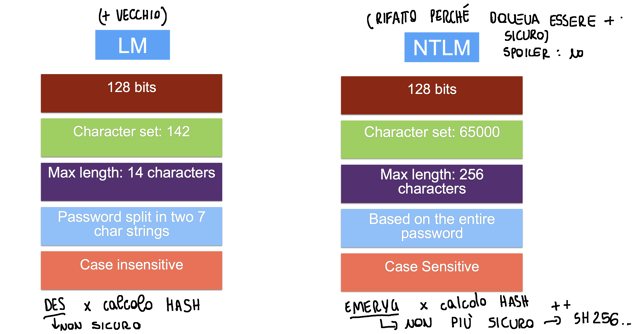 (+ VECCHIO)
LM
128 bits
Character set: 142
Max length: 14 characters
Password split in two 7
char strings
Case insensitive
DES x calcolo HASH
↳NON SICURO
(RIFATO PERCHÉ DOVEVA ESSERE +
SICURO)
SPOILER: NO
NTLM
128 bits
Character set: 65000
Max length: 256
characters
Based on the entire
password
Case Sensitive
x calcolo HASH ++
↳ NON PIÙ SICURO → SH256...